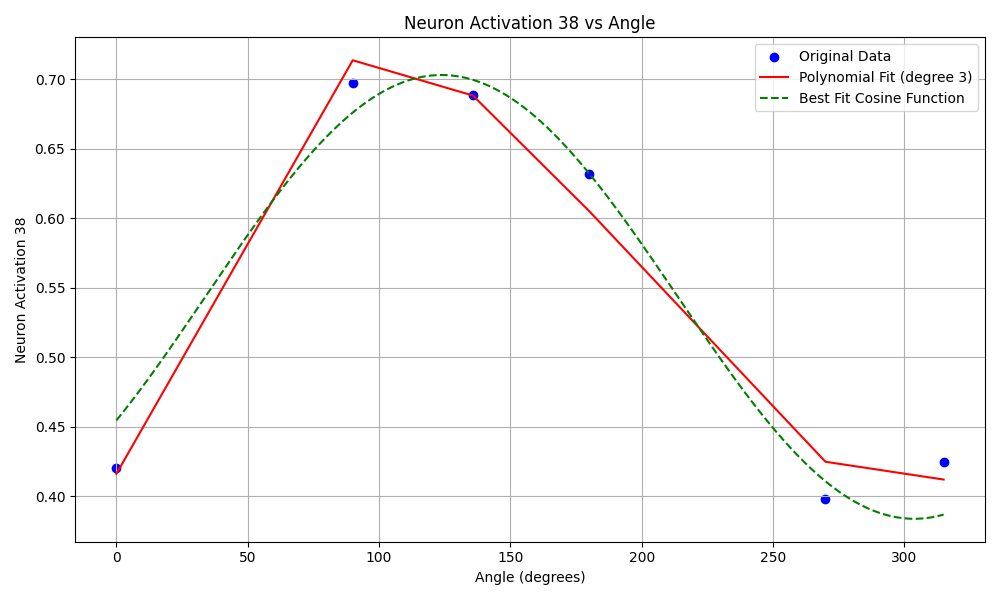 Neuron Activation 38 vs Angle
Original Data
Polynomial Fit (degree 3)
Best Fit Cosine Function
Neuron Activation 38
0.70
0.65
0.60
0.55
0.50
0.45
0.40
0 50 100 150 200 250 300
Angle (degrees)